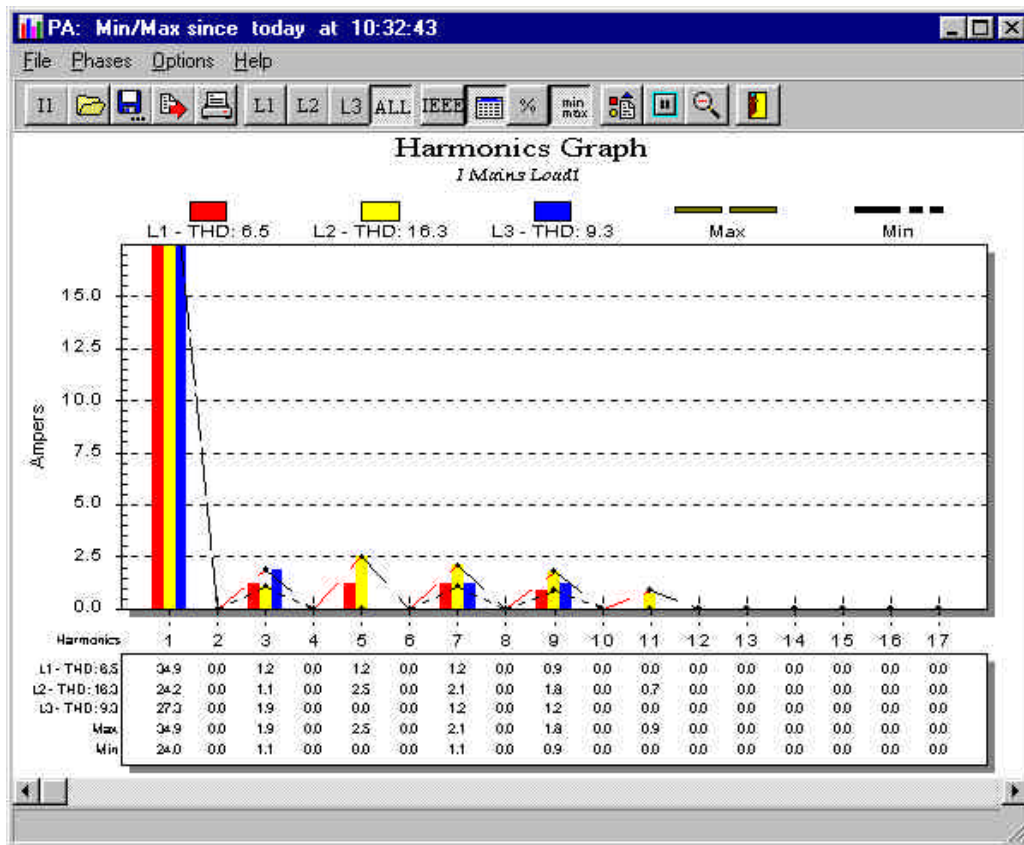 PA: Min/Max since today at 10:32:43
File Phases Options Help
II L1 L2 L3 ALL IEEE % min max
Harmonics Graph
I Mains Load1
L1 - THD: 6.5 L2 - THD: 16.3 L3 - THD: 9.3 Max Min
Ampers
15.0
12.5
10.0
7.5
5.0
2.5
0.0
Harmonics 1 2 3 4 5 6 7 8 9 10 11 12 13 14 15 16 17
L1 - THD: 6.5 34.9 0.0 1.2 0.0 1.2 0.0 1.2 0.0 0.9 0.0 0.0 0.0 0.0 0.0 0.0 0.0 0.0
L2 - THD: 16.3 24.2 0.0 1.1 0.0 2.5 0.0 2.1 0.0 1.8 0.0 0.7 0.0 0.0 0.0 0.0 0.0 0.0
L3 - THD: 9.3 27.3 0.0 1.9 0.0 0.0 0.0 1.2 0.0 1.2 0.0 0.0 0.0 0.0 0.0 0.0 0.0 0.0
Max 34.9 0.0 1.9 0.0 2.5 0.0 2.1 0.0 1.8 0.0 0.9 0.0 0.0 0.0 0.0 0.0 0.0
Min 24.0 0.0 1.1 0.0 0.0 0.0 1.1 0.0 0.9 0.0 0.0 0.0 0.0 0.0 0.0 0.0 0.0